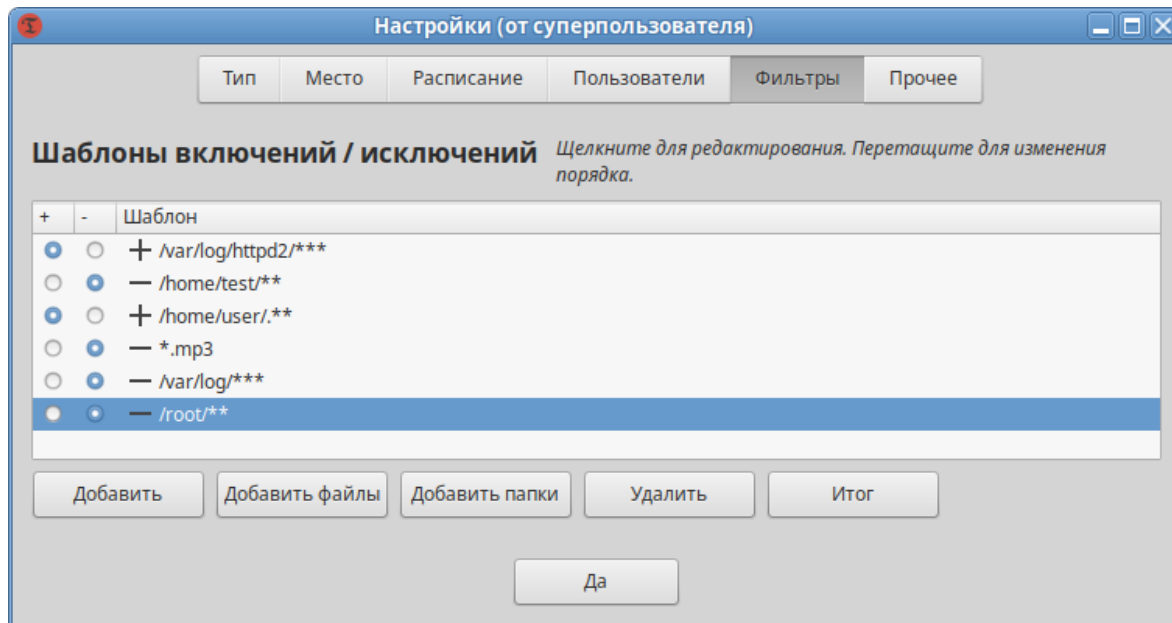 Настройки (от суперпользователя)
Тип Место Расписание Пользователи Фильтры Прочее
Шаблоны включений / исключений
Щелкните для редактирования. Перетащите для изменения
порядка.
+ - Шаблон
+ /var/log/httpd2/***
— /home/test/**
+ /home/user/.**
— *.mp3
— /var/log/***
— /root/**
Добавить Добавить файлы Добавить папки Удалить Итог
Да